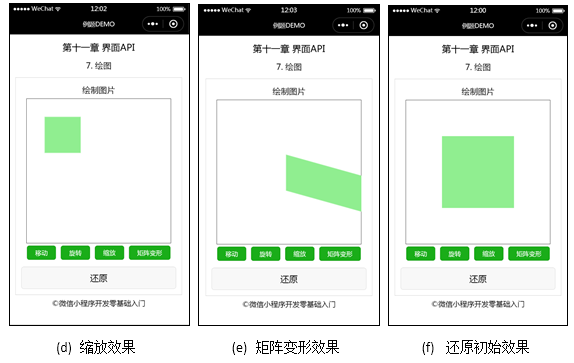 ●●●●● WeChat 12:02 100%
例题DEMO
第十一章 界面API
7. 绘图
绘制图片
移动 旋转 缩放 矩阵变形
还原
©微信小程序开发零基础入门
(d) 缩放效果
●●●●● WeChat 12:03 100%
例题DEMO
第十一章 界面API
7. 绘图
绘制图片
移动 旋转 缩放 矩阵变形
还原
©微信小程序开发零基础入门
(e) 矩阵变形效果
●●●●● WeChat 12:00 100%
例题DEMO
第十一章 界面API
7. 绘图
绘制图片
移动 旋转 缩放 矩阵变形
还原
©微信小程序开发零基础入门
(f) 还原初始效果